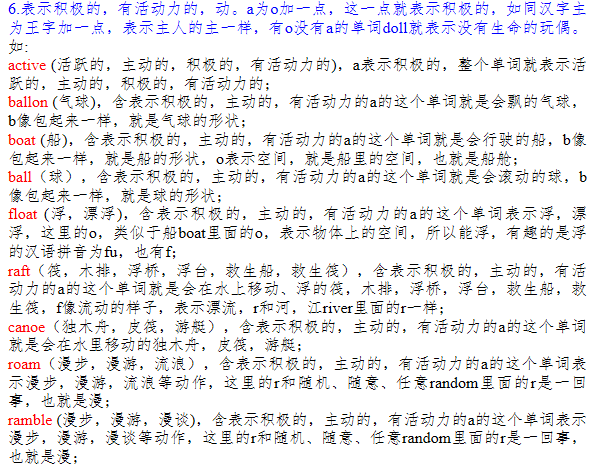 6.表示积极的，有活动力的，动。a为o加一点，这一点就表示积极的，如同汉字主
为王字加一点，表示主人的主一样，有o没有a的单词doll就表示没有生命的玩偶。
如:
active (活跃的，主动的，积极的，有活动力的)，a表示积极的，整个单词就表示活
跃的，主动的，积极的，有活动力的;
ballon (气球)，含表示积极的，主动的，有活动力的a的这个单词就是会飘的气球，
b像包起来一样，就是气球的形状;
boat (船)，含表示积极的，主动的，有活动力的a的这个单词就是会行驶的船，b像
包起来一样，就是船的形状，o表示空间，就是船里的空间，也就是船舱;
ball（球），含表示积极的，主动的，有活动力的a的这个单词就是会滚动的球，b
像包起来一样，就是球的形状;
float (浮，漂浮)，含表示积极的，主动的，有活动力的a的这个单词表示浮，漂
浮，这里的o，类似于船boat里面的o，表示物体上的空间，所以能浮，有趣的是浮
的汉语拼音为fu，也有f;
raft（筏，木排，浮桥，浮台，救生船，救生筏），含表示积极的，主动的，有活
动力的a的这个单词就是会在水上移动、浮的筏，木排，浮桥，浮台，救生船，救
生筏，f像流动的样子，表示漂流，r和河，江river里面的r一样;
canoe（独木舟，皮筏，游艇），含表示积极的，主动的，有活动力的a的这个单词
就是会在水里移动的独木舟，皮筏，游艇;
roam（漫步，漫游，流浪），含表示积极的，主动的，有活动力的a的这个单词表
示漫步，漫游，流浪等动作，这里的r和随机、随意、任意random里面的r是一回
事，也就是漫;
ramble (漫步，漫游，漫谈)，含表示积极的，主动的，有活动力的a的这个单词表示
漫步，漫游，漫谈等动作，这里的r和随机、随意、任意random里面的r是一回事，
也就是漫;